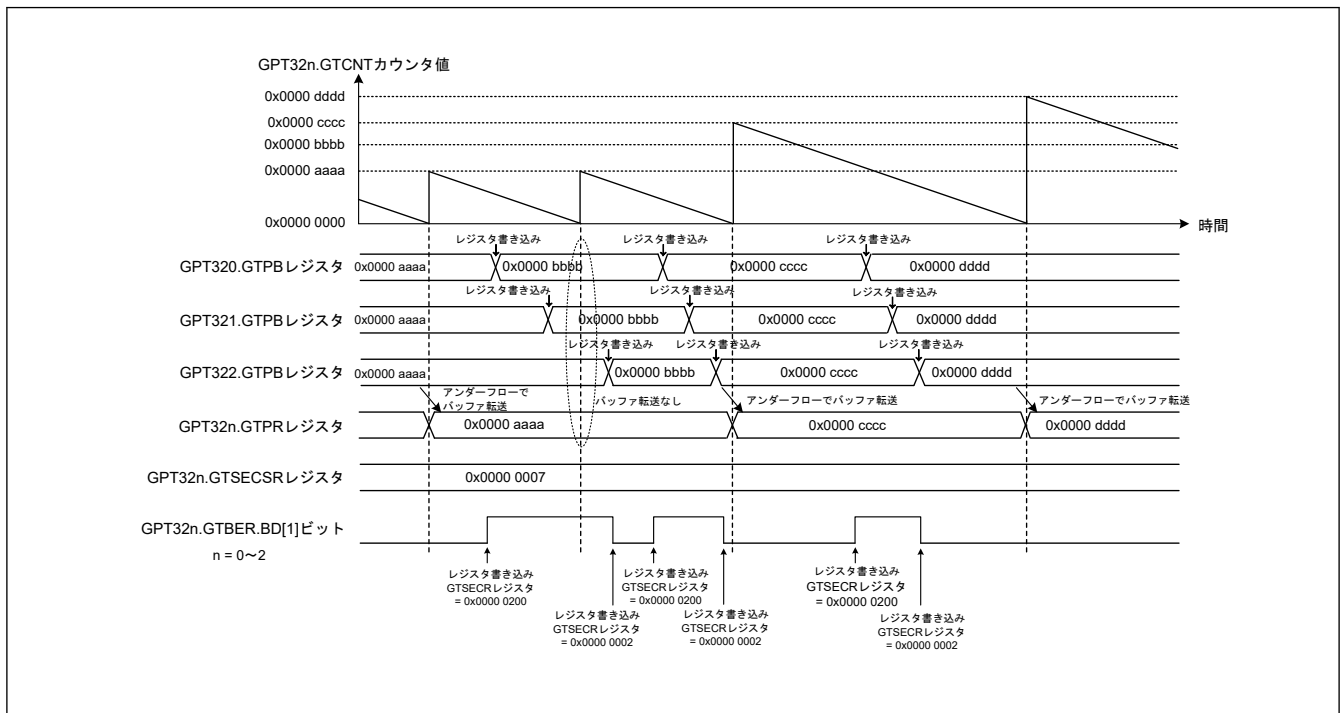 GPT32n.GTCNTカウンタ値
0x0000 dddd
0x0000 cccc
0x0000 bbbb
0x0000 aaaa
0x0000 0000
時間
レジスタ書き込み レジスタ書き込み レジスタ書き込み
GPT320.GTPBレジスタ 0x0000 aaaa 0x0000 bbbb 0x0000 cccc 0x0000 dddd
レジスタ書き込み レジスタ書き込み レジスタ書き込み
GPT321.GTPBレジスタ 0x0000 aaaa 0x0000 bbbb 0x0000 cccc 0x0000 dddd
レジスタ書き込み レジスタ書き込み レジスタ書き込み
GPT322.GTPBレジスタ 0x0000 aaaa 0x0000 bbbb 0x0000 cccc 0x0000 dddd
アンダーフローで
バッファ転送
バッファ転送なし アンダーフローでバッファ転送 アンダーフローでバッファ転送
GPT32n.GTPRレジスタ 0x0000 aaaa 0x0000 cccc 0x0000 dddd
GPT32n.GTSECSRレジスタ 0x0000 0007
GPT32n.GTBER.BD[1]ビット
n = 0～2
レジスタ書き込み
GTSECRレジスタ
= 0x0000 0200
レジスタ書き込み
GTSECRレジスタ
= 0x0000 0002
レジスタ書き込み
GTSECRレジスタ
= 0x0000 0200
レジスタ書き込み
GTSECRレジスタ
= 0x0000 0002
レジスタ書き込み
GTSECRレジスタ
= 0x0000 0200
レジスタ書き込み
GTSECRレジスタ
= 0x0000 0002